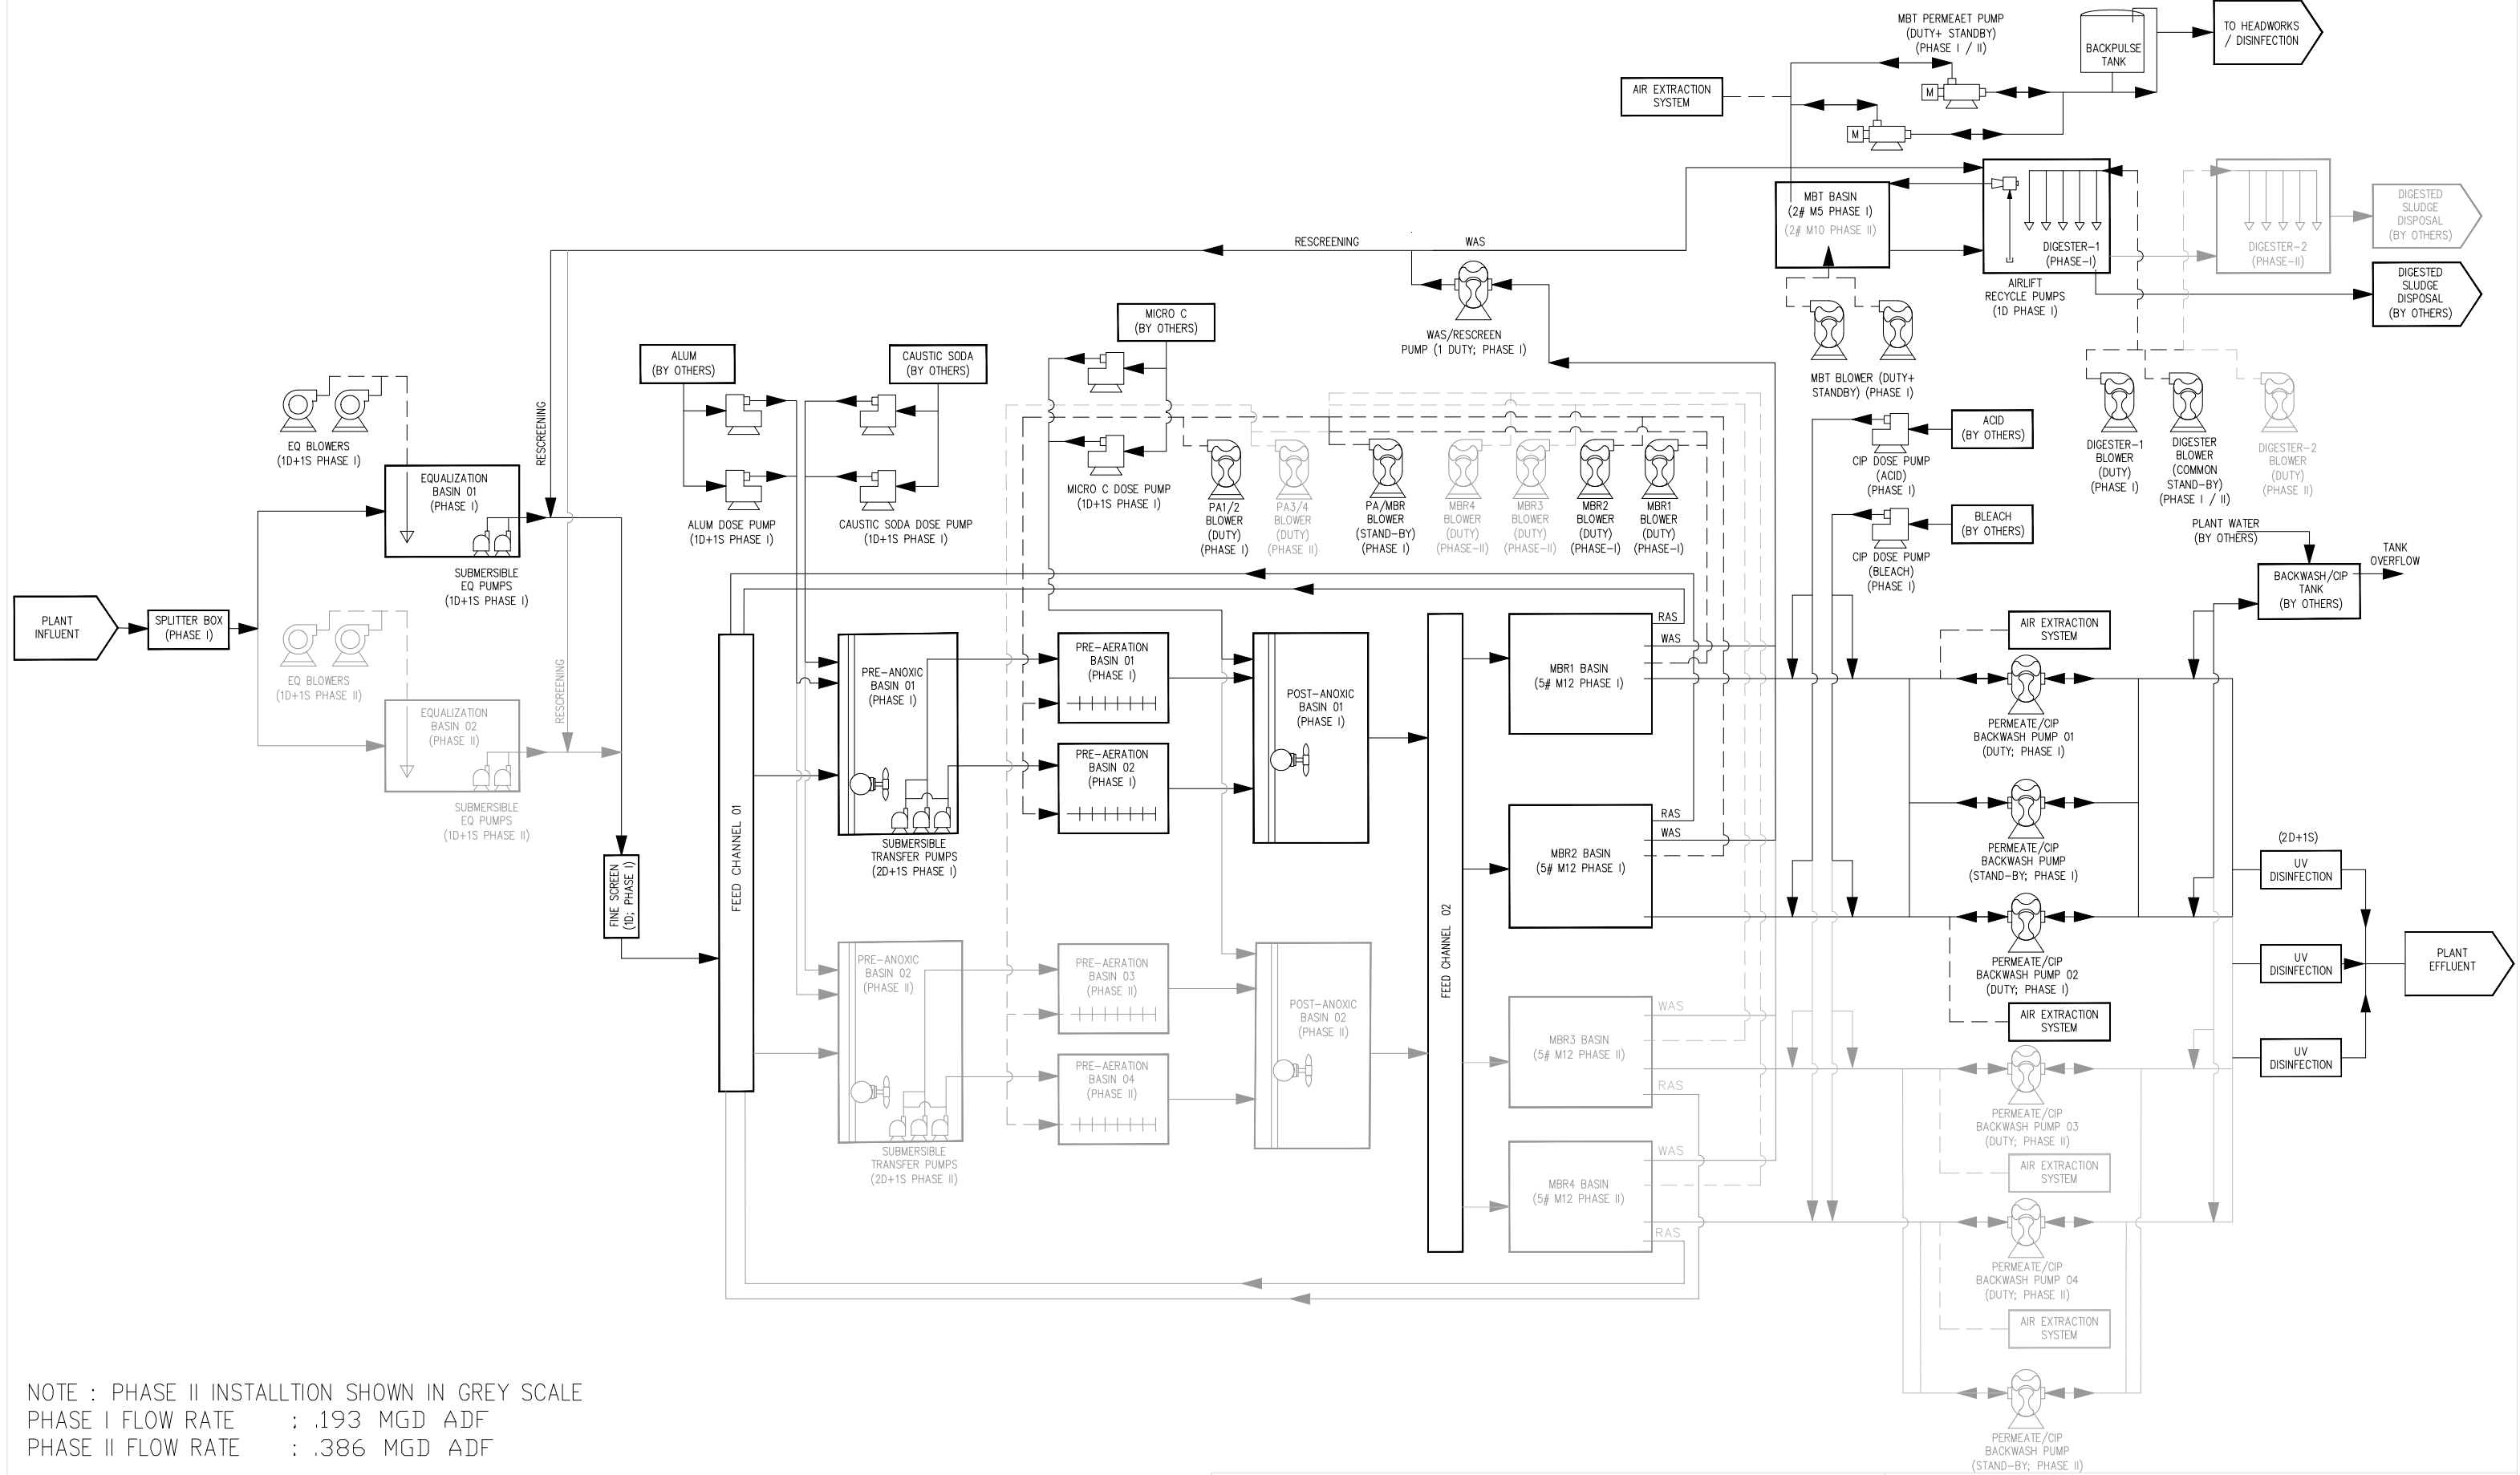 MBT PERMEAET PUMP
(DUTY+ STANDBY)
(PHASE I / II)
BACKPULSE
TANK
TO HEADWORKS
/ DISINFECTION
AIR EXTRACTION
SYSTEM
M
M
MBT BASIN
(2# M5 PHASE I)
(2# M10 PHASE II)
DIGESTER-1
(PHASE-I)
AIRLIFT
RECYCLE PUMPS
(1D PHASE I)
DIGESTER-2
(PHASE-II)
DIGESTED
SLUDGE
DISPOSAL
(BY OTHERS)
DIGESTED
SLUDGE
DISPOSAL
(BY OTHERS)
RESCREENING
WAS
WAS/RESCREEN
PUMP (1 DUTY; PHASE I)
MBT BLOWER (DUTY+
STANDBY) (PHASE I)
DIGESTER-1
BLOWER
(DUTY)
(PHASE I)
DIGESTER
BLOWER
(COMMON
STAND-BY)
(PHASE I / II)
DIGESTER-2
BLOWER
(DUTY)
(PHASE II)
MICRO C
(BY OTHERS)
ALUM
(BY OTHERS)
CAUSTIC SODA
(BY OTHERS)
MICRO C DOSE PUMP
(1D+1S PHASE I)
ALUM DOSE PUMP
(1D+1S PHASE I)
CAUSTIC SODA DOSE PUMP
(1D+1S PHASE I)
EQ BLOWERS
(1D+1S PHASE I)
RESCREENING
EQUALIZATION
BASIN 01
(PHASE I)
SUBMERSIBLE
EQ PUMPS
(1D+1S PHASE I)
PA1/2
BLOWER
(DUTY)
(PHASE I)
PA3/4
BLOWER
(DUTY)
(PHASE II)
PA/MBR
BLOWER
(STAND-BY)
(PHASE I)
MBR4
BLOWER
(DUTY)
(PHASE-II)
MBR3
BLOWER
(DUTY)
(PHASE-II)
MBR2
BLOWER
(DUTY)
(PHASE-I)
MBR1
BLOWER
(DUTY)
(PHASE-I)
CIP DOSE PUMP
(ACID)
(PHASE I)
ACID
(BY OTHERS)
CIP DOSE PUMP
(BLEACH)
(PHASE I)
BLEACH
(BY OTHERS)
PLANT WATER
(BY OTHERS)
TANK
OVERFLOW
BACKWASH/CIP
TANK
(BY OTHERS)
PLANT
INFLUENT
SPLITTER BOX
(PHASE I)
EQ BLOWERS
(1D+1S PHASE II)
RESCREENING
EQUALIZATION
BASIN 02
(PHASE II)
SUBMERSIBLE
EQ PUMPS
(1D+1S PHASE II)
FINE SCREEN
(1D; PHASE I)
FEED CHANNEL 01
PRE-ANOXIC
BASIN 01
(PHASE I)
SUBMERSIBLE
TRANSFER PUMPS
(2D+1S PHASE I)
PRE-AERATION
BASIN 01
(PHASE I)
PRE-AERATION
BASIN 02
(PHASE I)
POST-ANOXIC
BASIN 01
(PHASE I)
PRE-ANOXIC
BASIN 02
(PHASE II)
SUBMERSIBLE
TRANSFER PUMPS
(2D+1S PHASE II)
PRE-AERATION
BASIN 03
(PHASE II)
PRE-AERATION
BASIN 04
(PHASE II)
POST-ANOXIC
BASIN 02
(PHASE II)
FEED CHANNEL 02
MBR1 BASIN
(5# M12 PHASE I)
RAS
WAS
MBR2 BASIN
(5# M12 PHASE I)
RAS
WAS
MBR3 BASIN
(5# M12 PHASE II)
WAS
RAS
MBR4 BASIN
(5# M12 PHASE II)
WAS
RAS
AIR EXTRACTION
SYSTEM
PERMEATE/CIP
BACKWASH PUMP 01
(DUTY; PHASE I)
PERMEATE/CIP
BACKWASH PUMP
(STAND-BY; PHASE I)
PERMEATE/CIP
BACKWASH PUMP 02
(DUTY; PHASE I)
AIR EXTRACTION
SYSTEM
PERMEATE/CIP
BACKWASH PUMP 03
(DUTY; PHASE II)
AIR EXTRACTION
SYSTEM
PERMEATE/CIP
BACKWASH PUMP 04
(DUTY; PHASE II)
AIR EXTRACTION
SYSTEM
PERMEATE/CIP
BACKWASH PUMP
(STAND-BY; PHASE II)
(2D+1S)
UV
DISINFECTION
UV
DISINFECTION
UV
DISINFECTION
PLANT
EFFLUENT
NOTE : PHASE II INSTALLTION SHOWN IN GREY SCALE
PHASE I FLOW RATE : .193 MGD ADF
PHASE II FLOW RATE : .386 MGD ADF